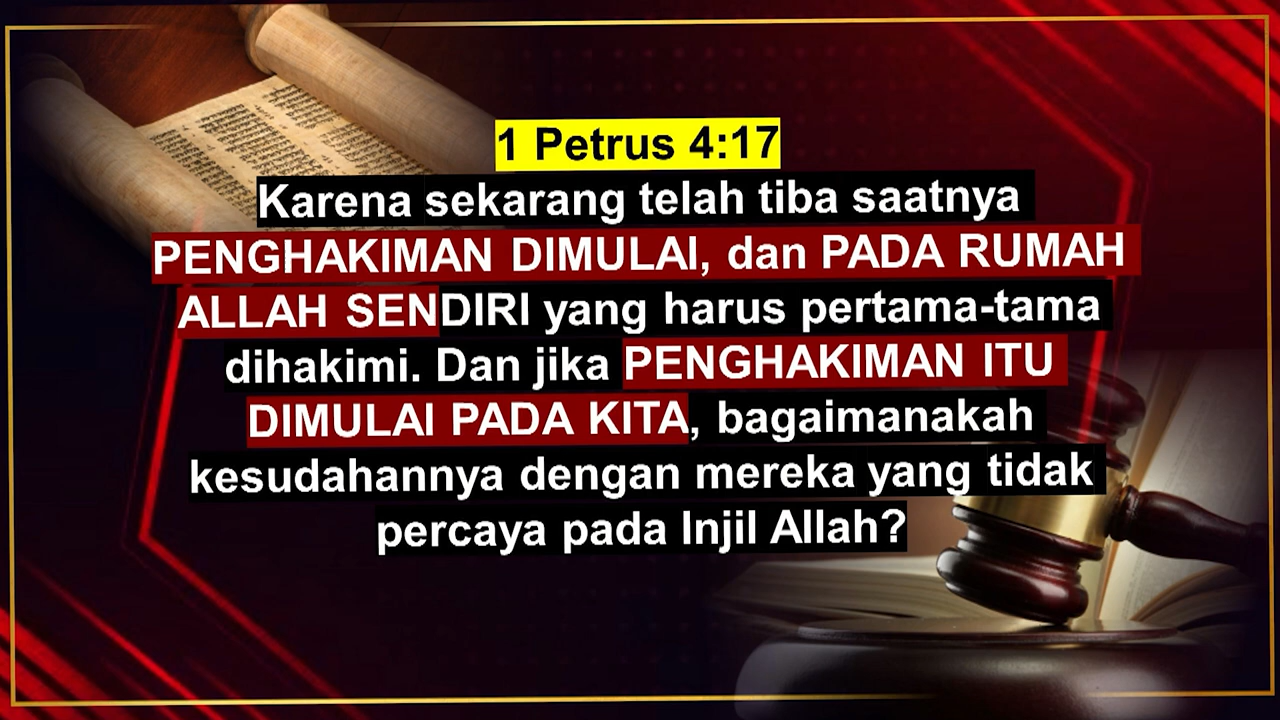 1 Petrus 4:17
Karena sekarang telah tiba saatnya
PENGHAKIMAN DIMULAI, dan PADA RUMAH
ALLAH SENDIRI yang harus pertama-tama
dihakimi. Dan jika PENGHAKIMAN ITU
DIMULAI PADA KITA, bagaimanakah
kesudahannya dengan mereka yang tidak
percaya pada Injil Allah?